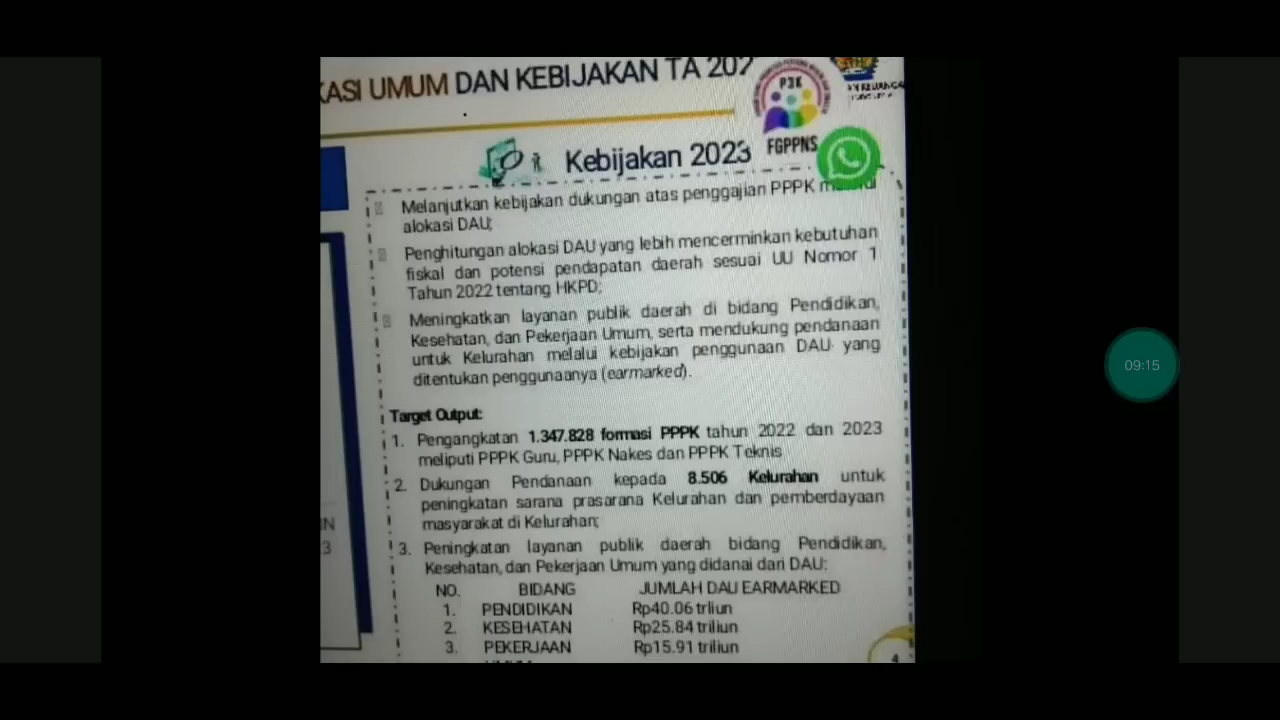 KASI UMUM DAN KEBIJAKAN TA 202
P3K
FGPPNS
Kebijakan 2023
Melanjutkan kebijakan dukungan atas penggajian PPPK
alokasi DAU;
Penghitungan alokasi DAU yang lebih mencerminkan kebutuhan
fiskal dan potensi pendapatan daerah sesuai UU Nomor 1
Tahun 2022 tentang HKPD;
Meningkatkan layanan publik daerah di bidang Pendidikan,
Kesehatan, dan Pekerjaan Umum, serta mendukung pendanaan
untuk Kelurahan melalui kebijakan penggunaan DAU yang
ditentukan penggunaanya (earmarked).
09:15
Target Output:
1. Pengangkatan 1.347.828 formasi PPPK tahun 2022 dan 2023
meliputi PPPK Guru, PPPK Nakes dan PPPK Teknis
2. Dukungan Pendanaan kepada 8.506 Kelurahan untuk
peningkatan sarana prasarana Kelurahan dan pemberdayaan
masyarakat di Kelurahan;
IN
3
3. Peningkatan layanan publik daerah bidang Pendidikan,
Kesehatan, dan Pekerjaan Umum yang didanai dari DAU:
NO. BIDANG JUMLAH DAU EARMARKED
1. PENDIDIKAN Rp40.06 trliun
2. KESEHATAN Rp25.84 triliun
3. PEKERJAAN Rp15.91 triliun
4